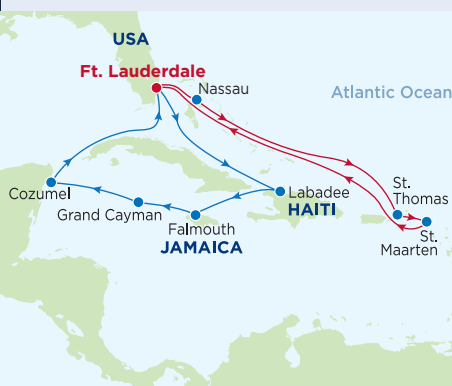 USA
Ft. Lauderdale
Nassau
Atlantic Ocean
Cozumel
Grand Cayman
Falmouth
JAMAICA
Labadee
HAITI
St.
Thomas
St.
Maarten